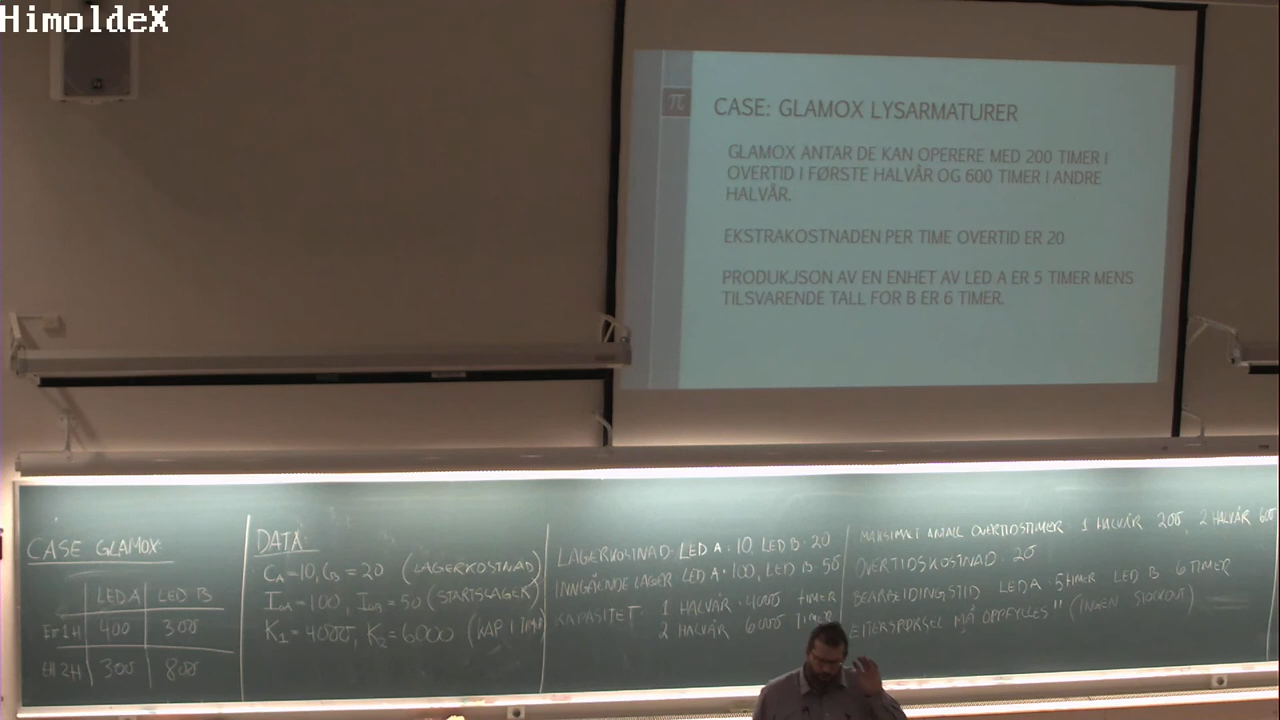 HimoldeX
π
CASE: GLAMOX LYSARMATURER
GLAMOX ANTAR DE KAN OPERERE MED 200 TIMER I
OVERTID I FØRSTE HALVÅR OG 600 TIMER I ANDRE
HALVÅR.
EKSTRAKOSTNADEN PER TIME OVERTID ER 20
PRODUKJSON AV EN ENHET AV LED A ER 5 TIMER MENS
TILSVARENDE TALL FOR B ER 6 TIMER.
CASE GLAMOX:
LED A LED B
400 300
300 800
DATA:
C_A=10, C_B=20 (LAGERKOSTNAD)
I_0A=100, I_0B=50 (STARTSLAGER)
K_1=4000, K_2=6000 (KAP I
LAGERKOSTNAD: LED A: 10, LED B: 20
INNGÅENDE LAGER LED A: 100, LED B: 50
KAPASITET: 1 HALVÅR: 4000 TIMER
2 HALVÅR 6000 TIMER
MAKSIMALT ANTALL OVERTIDSTIMER: 1 HALVÅR 200, 2 HALVÅR 600
OVERTIDSKOSTNAD: 20
BEARBEIDINGSTID LED A: 5 TIMER LED B 6 TIMER
ETTERSPØRSEL MÅ OPPFYLLES" (INGEN STOCKOUT)